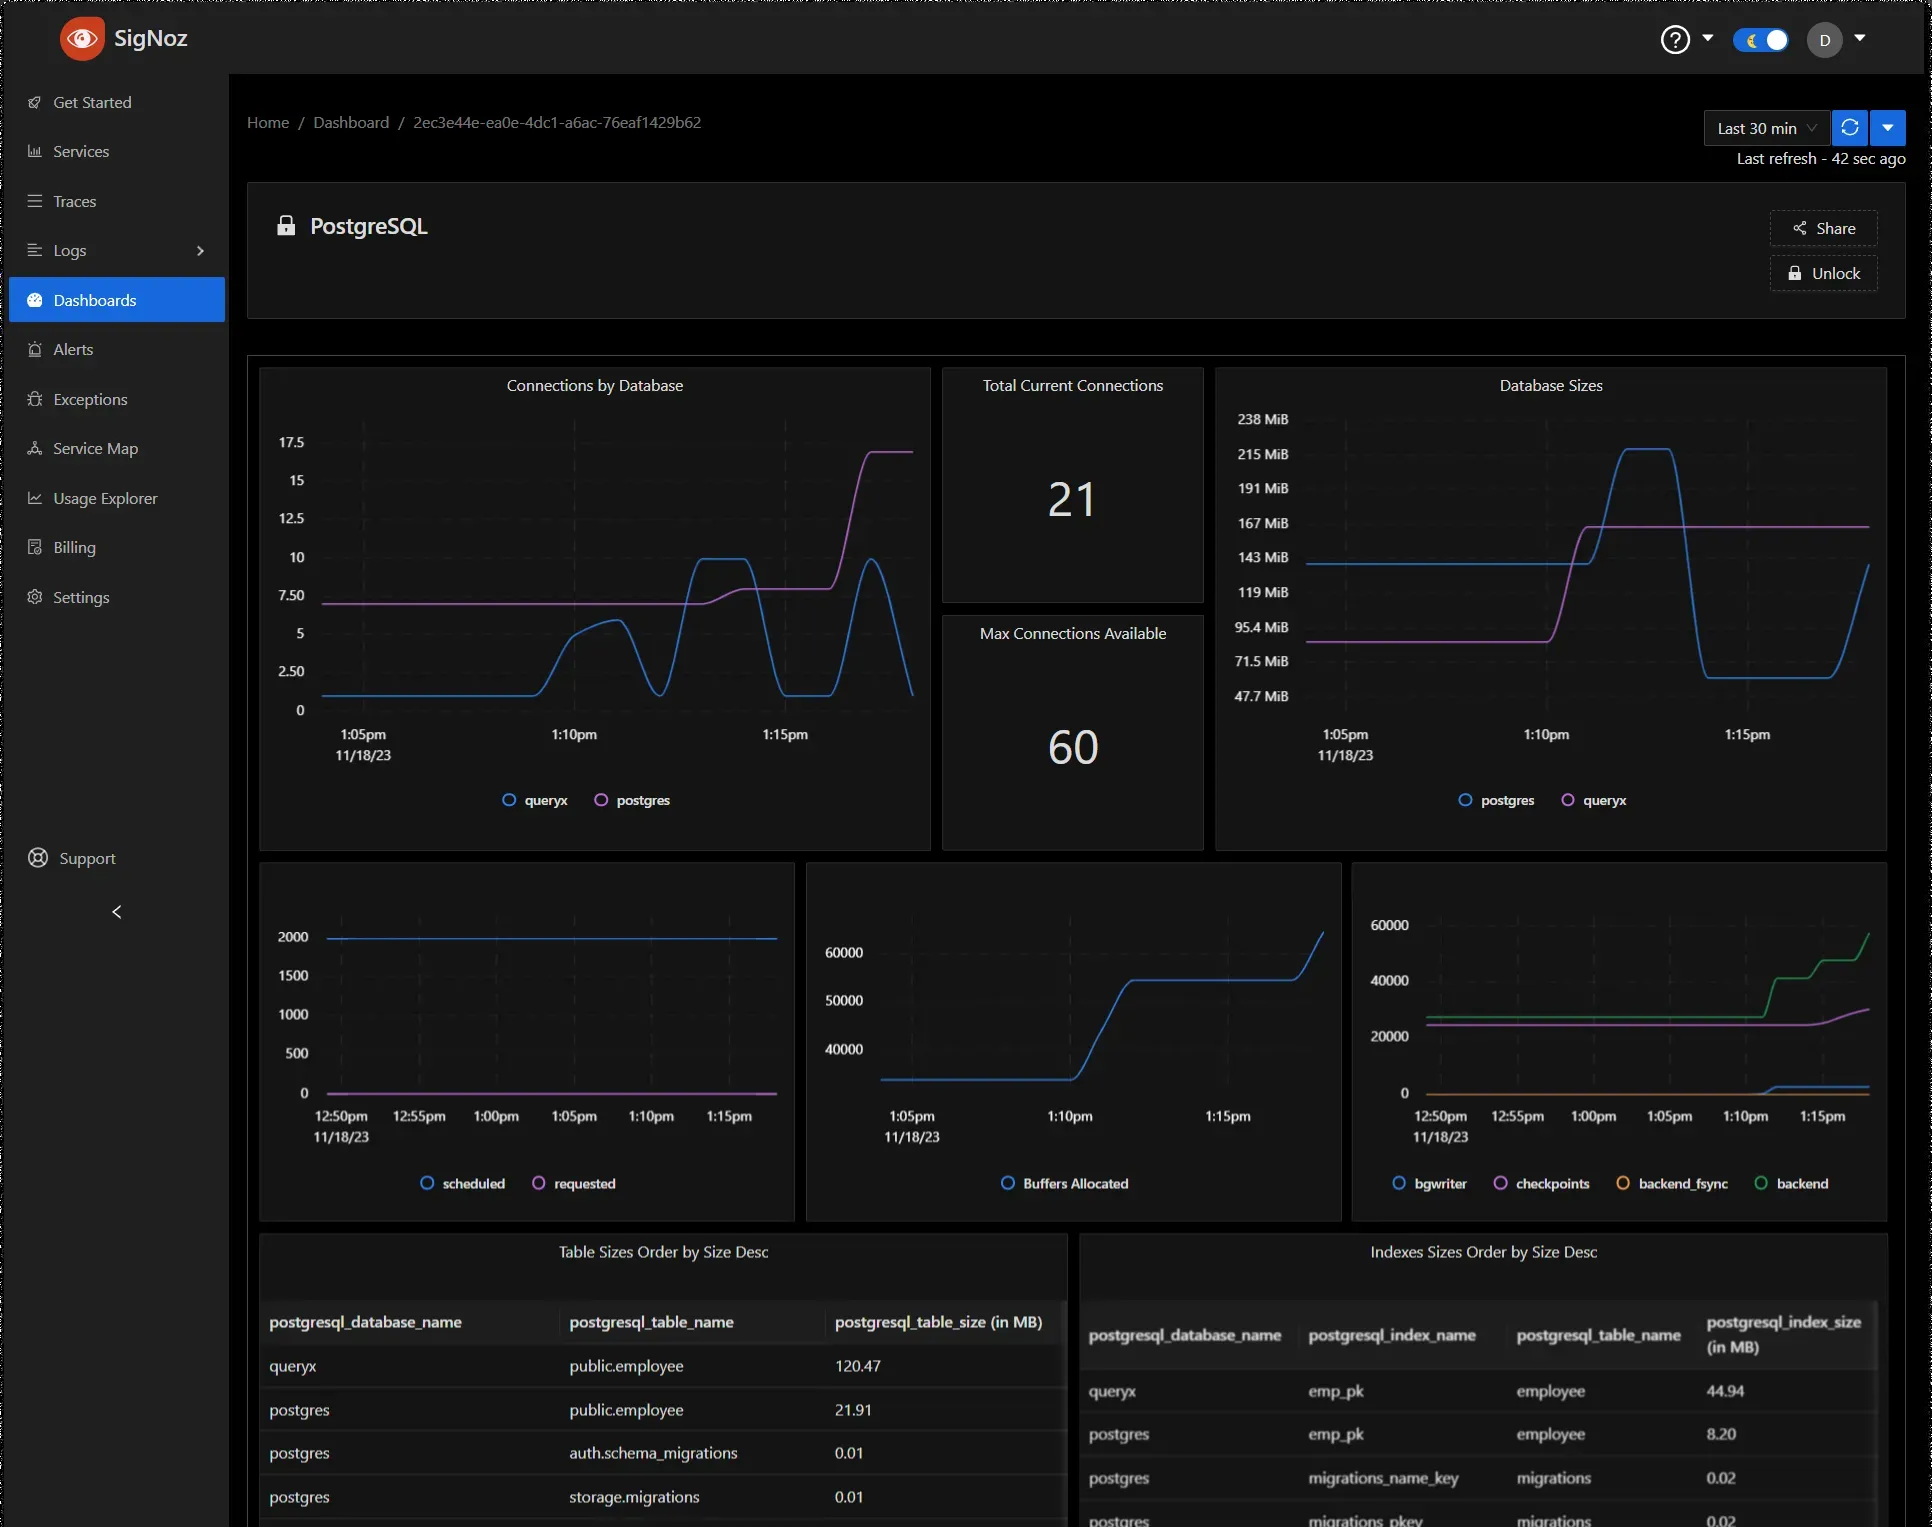 SigNoz
D
Get Started
Services
Traces
Logs
Dashboards
Alerts
Exceptions
Service Map
Usage Explorer
Billing
Settings
Support
Home / Dashboard / 2ec3e44e-ea0e-4dc1-a6ac-76eaf1429b62
Last 30 min
Last refresh - 42 sec ago
PostgreSQL
Share
Unlock
Connections by Database
17.5
15
12.5
10
7.50
5
2.50
0
1:05pm 1:10pm 1:15pm
11/18/23
queryx postgres
Total Current Connections
21
Max Connections Available
60
Database Sizes
238 MiB
215 MiB
191 MiB
167 MiB
143 MiB
119 MiB
95.4 MiB
71.5 MiB
47.7 MiB
1:05pm 1:10pm 1:15pm
11/18/23
postgres queryx
2000
1500
1000
500
0
12:50pm 12:55pm 1:00pm 1:05pm 1:10pm 1:15pm
11/18/23
scheduled requested
60000
50000
40000
1:05pm 1:10pm 1:15pm
11/18/23
Buffers Allocated
60000
40000
20000
0
12:50pm 12:55pm 1:00pm 1:05pm 1:10pm 1:15pm
11/18/23
bgwriter checkpoints backend_fsync backend
Table Sizes Order by Size Desc
postgresql_database_name postgresql_table_name postgresql_table_size (in MB)
queryx public.employee 120.47
postgres public.employee 21.91
postgres auth.schema_migrations 0.01
postgres storage.migrations 0.01
Indexes Sizes Order by Size Desc
postgresql_database_name postgresql_index_name postgresql_table_name postgresql_index_size
(in MB)
queryx emp_pk employee 44.94
postgres emp_pk employee 8.20
postgres migrations_name_key migrations 0.02
postgres migrations_pkey migrations 0.02